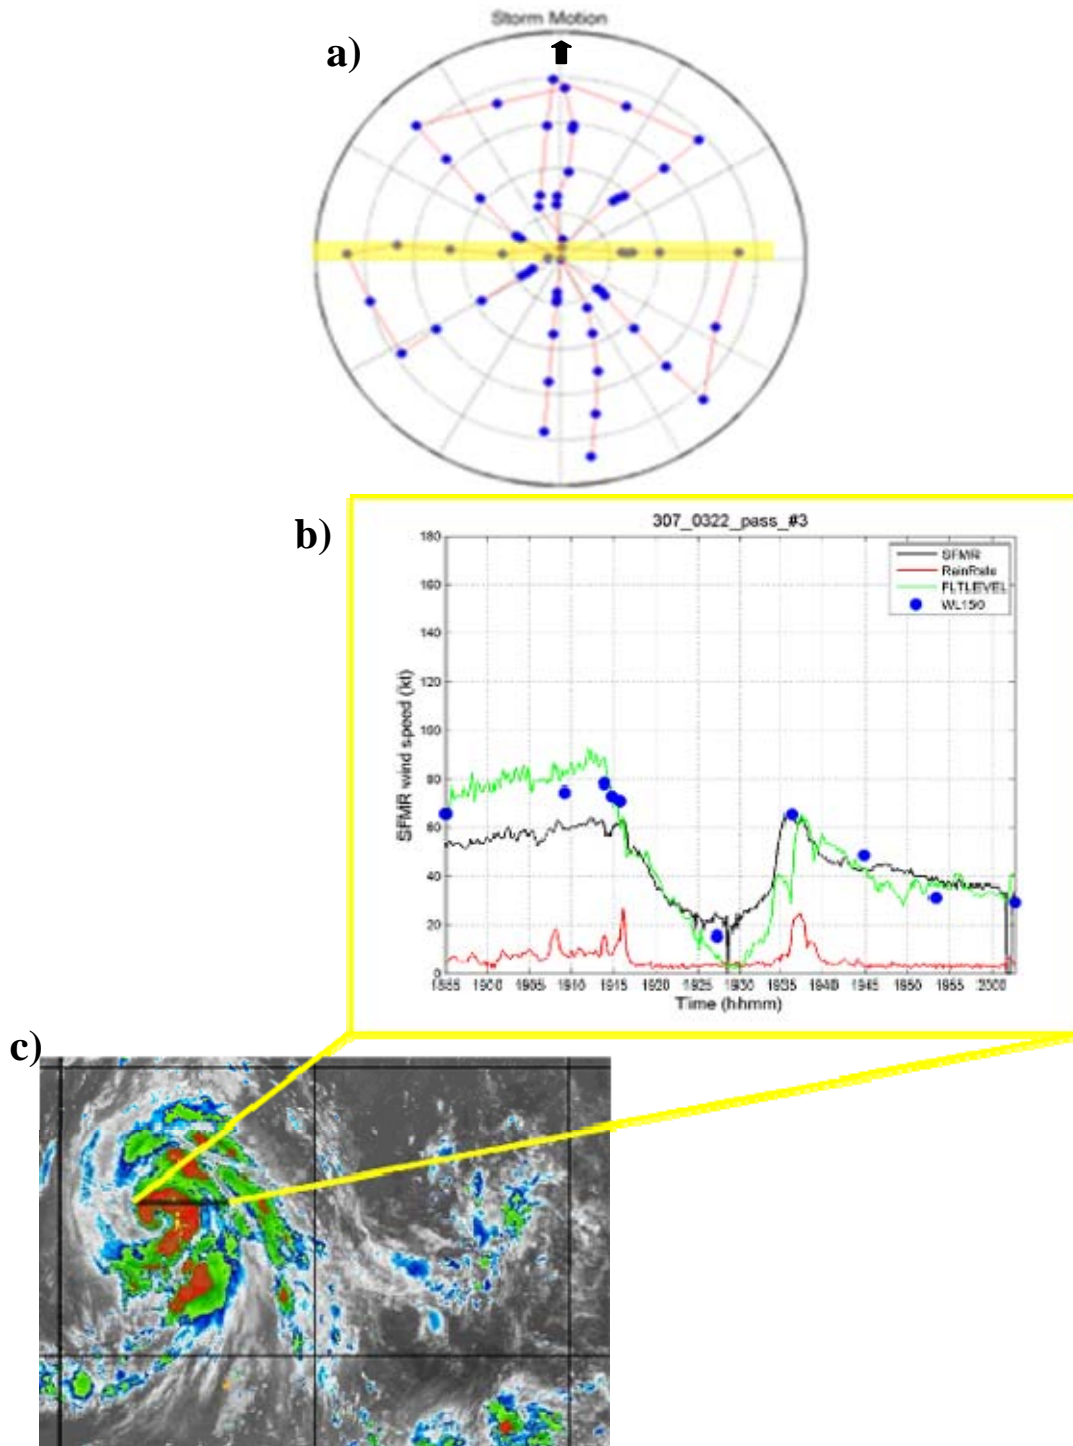 Storm Motion
a)
b)
307_0322_pass_#3
180
160
140
120
100
80
60
40
20
0
SFMR wind speed (kt)
SFMR
RainRate
FLTLEVEL
WL150
1855 1900 1905 1910 1915 1920 1925 1930 1935 1940 1945 1950 1955 2000
Time (hhmm)
c)